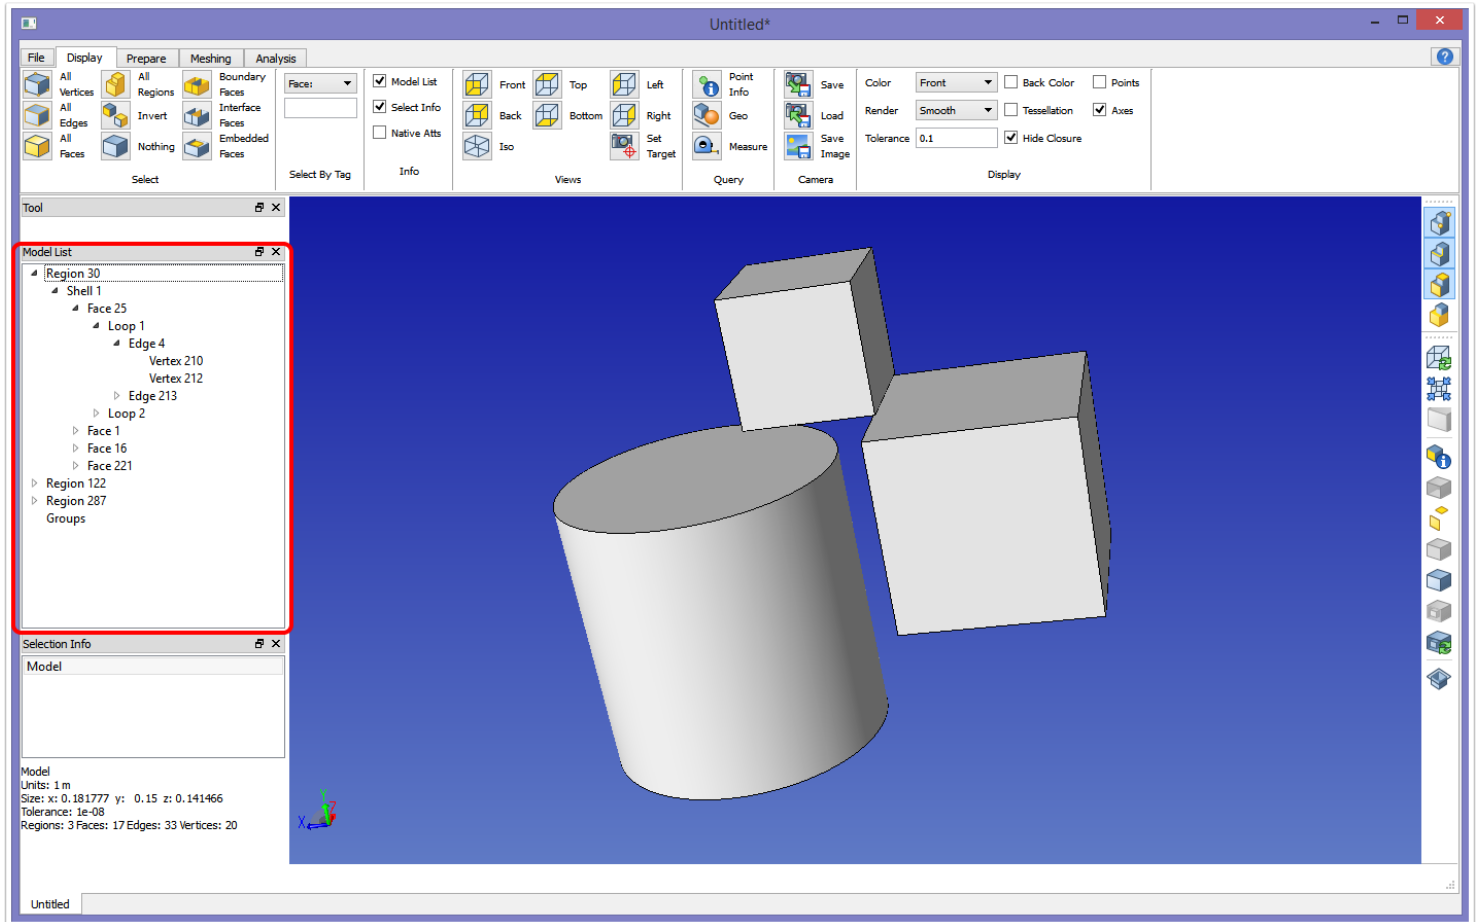 Untitled*
File Display Prepare Meshing Analysis
All Vertices All Regions Boundary Faces
All Edges Invert Interface Faces
All Faces Nothing Embedded Faces
Select
Face:
Select By Tag
Model List
Select Info
Native Atts
Info
Front Top Left
Back Bottom Right
Iso Set Target
Views
Point Info
Geo
Measure
Query
Save
Load
Save Image
Camera
Color Front Back Color Points
Render Smooth Tessellation Axes
Tolerance 0.1 Hide Closure
Display
Tool
Model List
Region 30
Shell 1
Face 25
Loop 1
Edge 4
Vertex 210
Vertex 212
Edge 213
Loop 2
Face 1
Face 16
Face 221
Region 122
Region 287
Groups
Selection Info
Model
Model
Units: 1 m
Size: x: 0.181777 y: 0.15 z: 0.141466
Tolerance: 1e-08
Regions: 3 Faces: 17 Edges: 33 Vertices: 20
Y
Z
X
Untitled